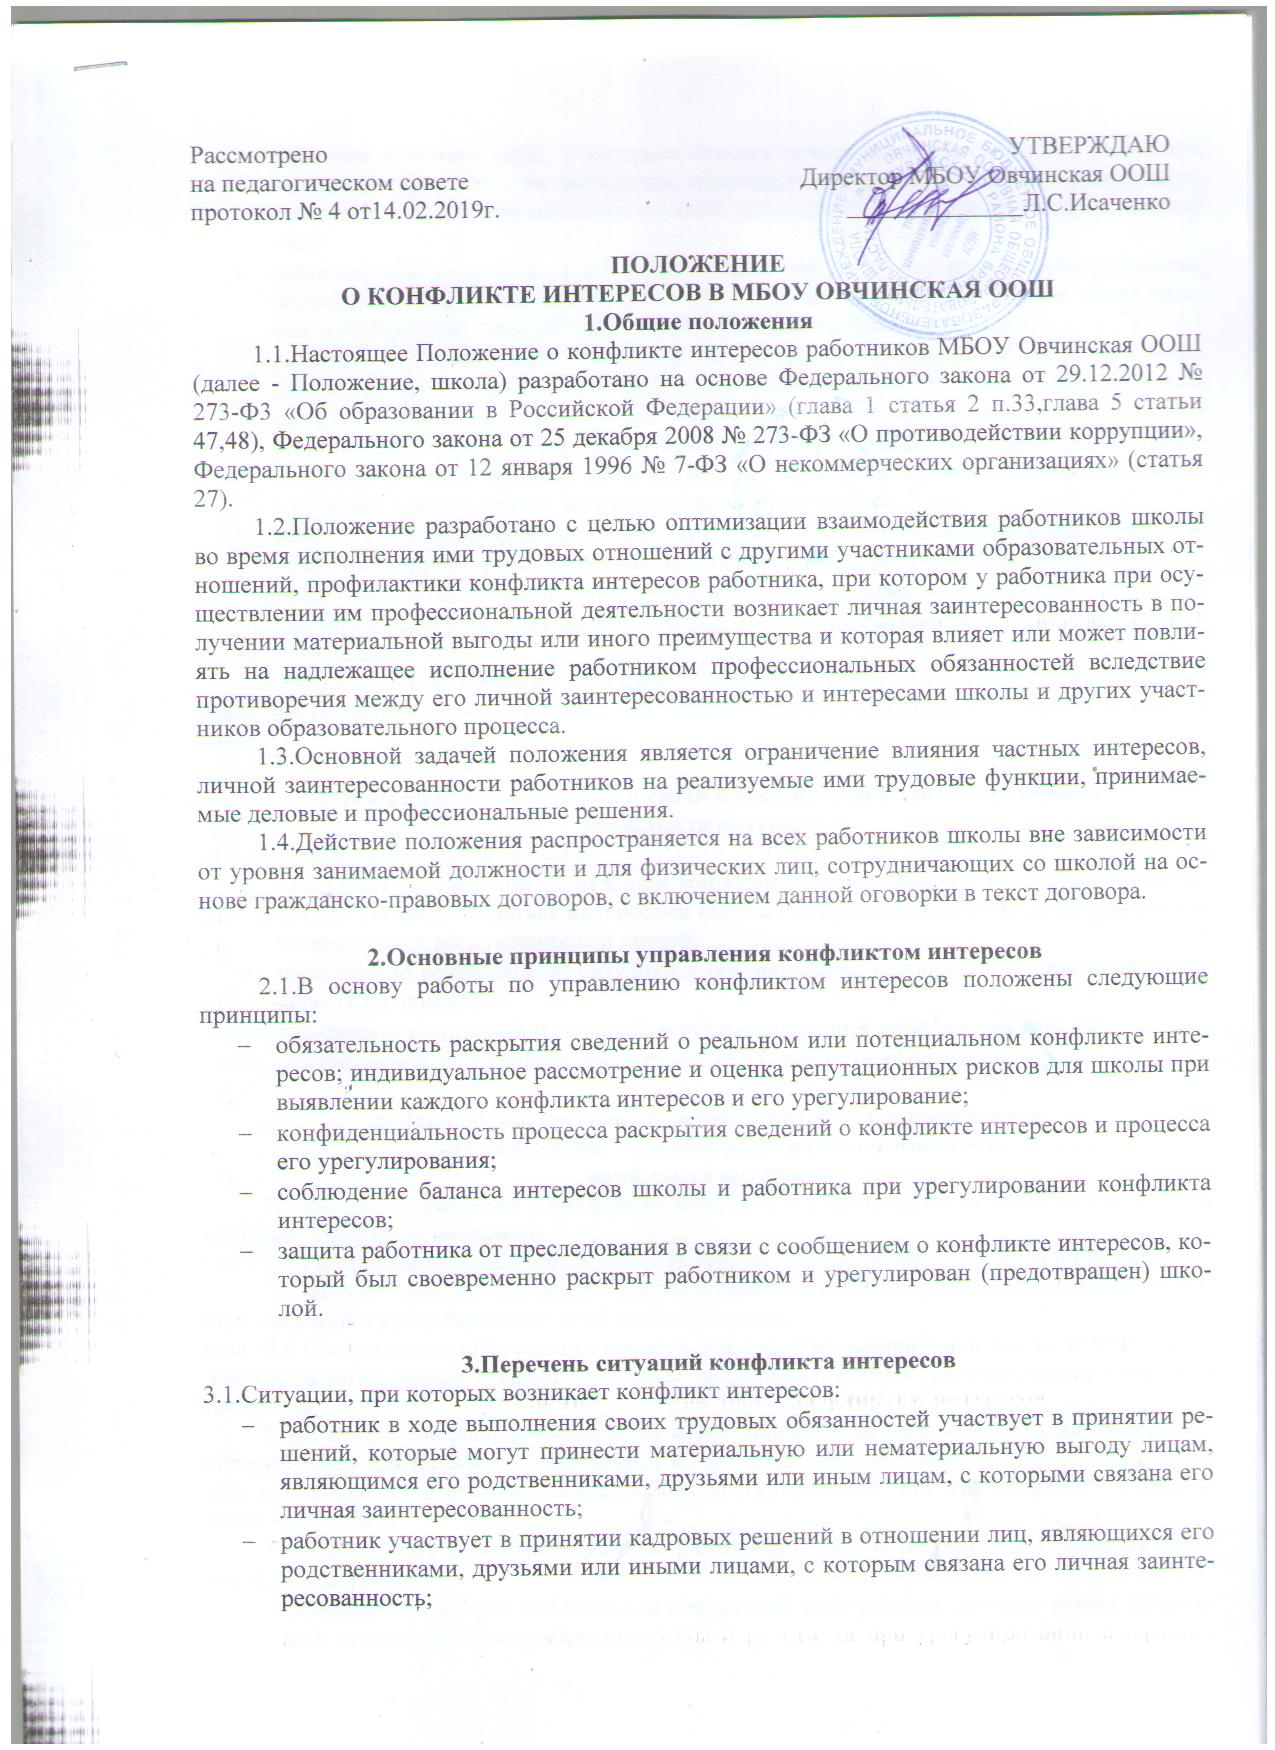 Рассмотрено
на педагогическом совете
протокол № 4 от14.02.2019г.
УТВЕРЖДАЮ
Директор МБОУ Овчинская ООШ
______________Л.С.Исаченко
ПОЛОЖЕНИЕ
О КОНФЛИКТЕ ИНТЕРЕСОВ В МБОУ ОВЧИНСКАЯ ООШ
1.Общие положения
1.1.Настоящее Положение о конфликте интересов работников МБОУ Овчинская ООШ
(далее - Положение, школа) разработано на основе Федерального закона от 29.12.2012 №
273-ФЗ «Об образовании в Российской Федерации» (глава 1 статья 2 п.33,глава 5 статьи
47,48), Федерального закона от 25 декабря 2008 № 273-ФЗ «О противодействии коррупции»,
Федерального закона от 12 января 1996 № 7-ФЗ «О некоммерческих организациях» (статья
27).
1.2.Положение разработано с целью оптимизации взаимодействия работников школы
во время исполнения ими трудовых отношений с другими участниками образовательных от-
ношений, профилактики конфликта интересов работника, при котором у работника при осу-
ществлении им профессиональной деятельности возникает личная заинтересованность в по-
лучении материальной выгоды или иного преимущества и которая влияет или может повли-
ять на надлежащее исполнение работником профессиональных обязанностей вследствие
противоречия между его личной заинтересованностью и интересами школы и других участ-
ников образовательного процесса.
1.3.Основной задачей положения является ограничение влияния частных интересов,
личной заинтересованности работников на реализуемые ими трудовые функции, принимае-
мые деловые и профессиональные решения.
1.4.Действие положения распространяется на всех работников школы вне зависимости
от уровня занимаемой должности и для физических лиц, сотрудничающих со школой на ос-
нове гражданско-правовых договоров, с включением данной оговорки в текст договора.
2.Основные принципы управления конфликтом интересов
2.1.В основу работы по управлению конфликтом интересов положены следующие
принципы:
– обязательность раскрытия сведений о реальном или потенциальном конфликте инте-
ресов; индивидуальное рассмотрение и оценка репутационных рисков для школы при
выявлении каждого конфликта интересов и его урегулирование;
– конфиденциальность процесса раскрытия сведений о конфликте интересов и процесса
его урегулирования;
– соблюдение баланса интересов школы и работника при урегулировании конфликта
интересов;
– защита работника от преследования в связи с сообщением о конфликте интересов, ко-
торый был своевременно раскрыт работником и урегулирован (предотвращен) шко-
лой.
3.Перечень ситуаций конфликта интересов
3.1.Ситуации, при которых возникает конфликт интересов:
– работник в ходе выполнения своих трудовых обязанностей участвует в принятии ре-
шений, которые могут принести материальную или нематериальную выгоду лицам,
являющимся его родственниками, друзьями или иным лицам, с которыми связана его
личная заинтересованность;
– работник участвует в принятии кадровых решений в отношении лиц, являющихся его
родственниками, друзьями или иными лицами, с которым связана его личная заинте-
ресованность;